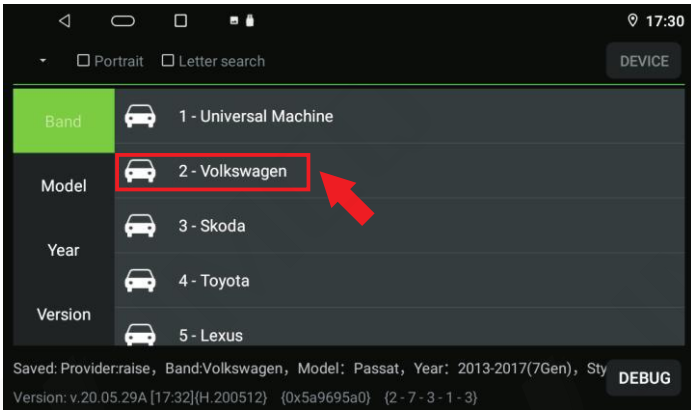 17:30
Portrait Letter search DEVICE
Band
1 - Universal Machine
2 - Volkswagen
Model
3 - Skoda
Year
4 - Toyota
Version
5 - Lexus
Saved: Provider:raise, Band:Volkswagen, Model: Passat, Year: 2013-2017(7Gen), Sty
DEBUG
Version: v.20.05.29A [17:32]{H.200512} {0x5a9695a0} {2 - 7 - 3 - 1 - 3}